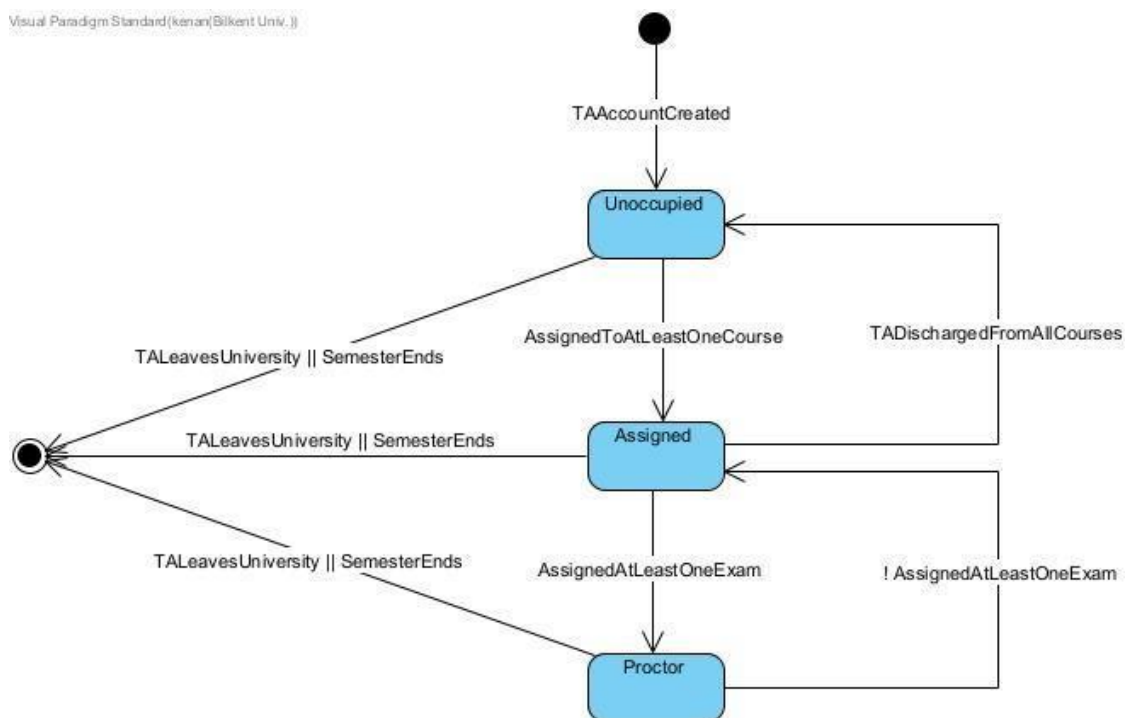 Visual Paradigm Standard(kenan(Bilkent Univ.))
TAAccountCreated
Unoccupied
AssignedToAtLeastOneCourse
TADischargedFromAllCourses
TALeavesUniversity || SemesterEnds
TALeavesUniversity || SemesterEnds
Assigned
TALeavesUniversity || SemesterEnds
AssignedAtLeastOneExam
! AssignedAtLeastOneExam
Proctor